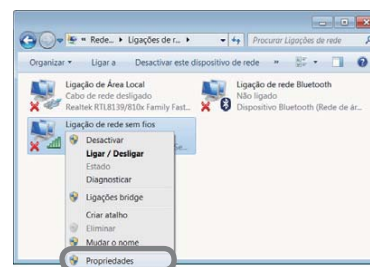 Rede... Ligações de r...
Procurar Ligações de rede
Organizar Ligar a Desactivar este dispositivo de rede »
Ligação de Área Local
Cabo de rede desligado
Realtek RTL8139/810x Family Fast...
Ligação de rede Bluetooth
Não ligado
Dispositivo Bluetooth (Rede de ár...
Ligação de rede sem fios
Desactivar
Ligar / Desligar
Estado
Diagnosticar
Ligações bridge
Criar atalho
Eliminar
Mudar o nome
Propriedades